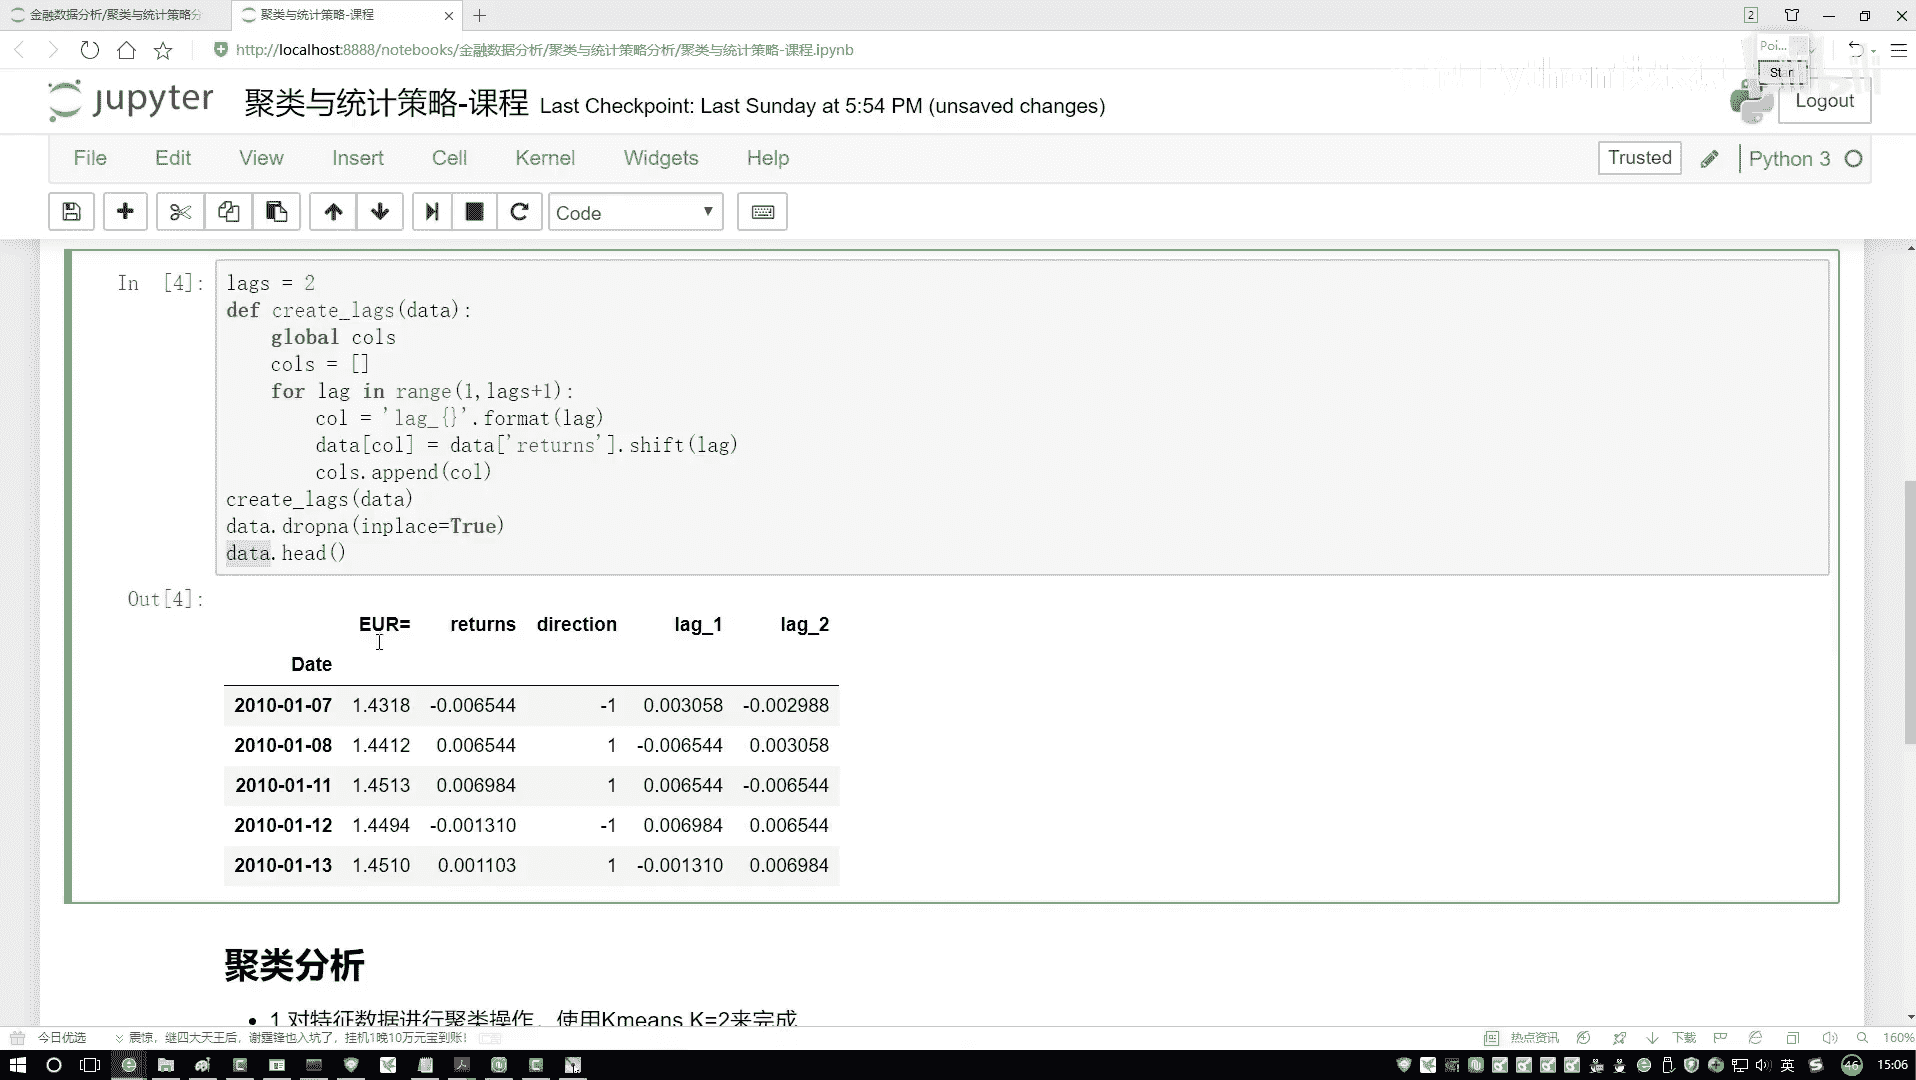 金融数据分析/聚类与统计策略分
聚类与统计策略-课程
2
http://localhost:8888/notebooks/金融数据分析/聚类与统计策略分析/聚类与统计策略-课程.ipynb
Poi...
Star
jupyter 聚类与统计策略-课程 Last Checkpoint: Last Sunday at 5:54 PM (unsaved changes)
Logout
File Edit View Insert Cell Kernel Widgets Help
Trusted Python 3
Code
In [4]:
lags = 2
def create_lags(data):
global cols
cols = []
for lag in range(1,lags+1):
col = 'lag_{}'.format(lag)
data[col] = data['returns'].shift(lag)
cols.append(col)
create_lags(data)
data.dropna(inplace=True)
data.head()
Out[4]:
EUR= returns direction lag_1 lag_2
Date
2010-01-07 1.4318 -0.006544 -1 0.003058 -0.002988
2010-01-08 1.4412 0.006544 1 -0.006544 0.003058
2010-01-11 1.4513 0.006984 1 0.006544 -0.006544
2010-01-12 1.4494 -0.001310 -1 0.006984 0.006544
2010-01-13 1.4510 0.001103 1 -0.001310 0.006984
聚类分析
1 对特征数据进行聚类操作，使用Kmeans K=2来完成
今日优选 震惊，继四大天王后，谢霆锋也入坑了，挂机1晚10万元宝到账！
热点资讯 下载 160%
英 46 15:06